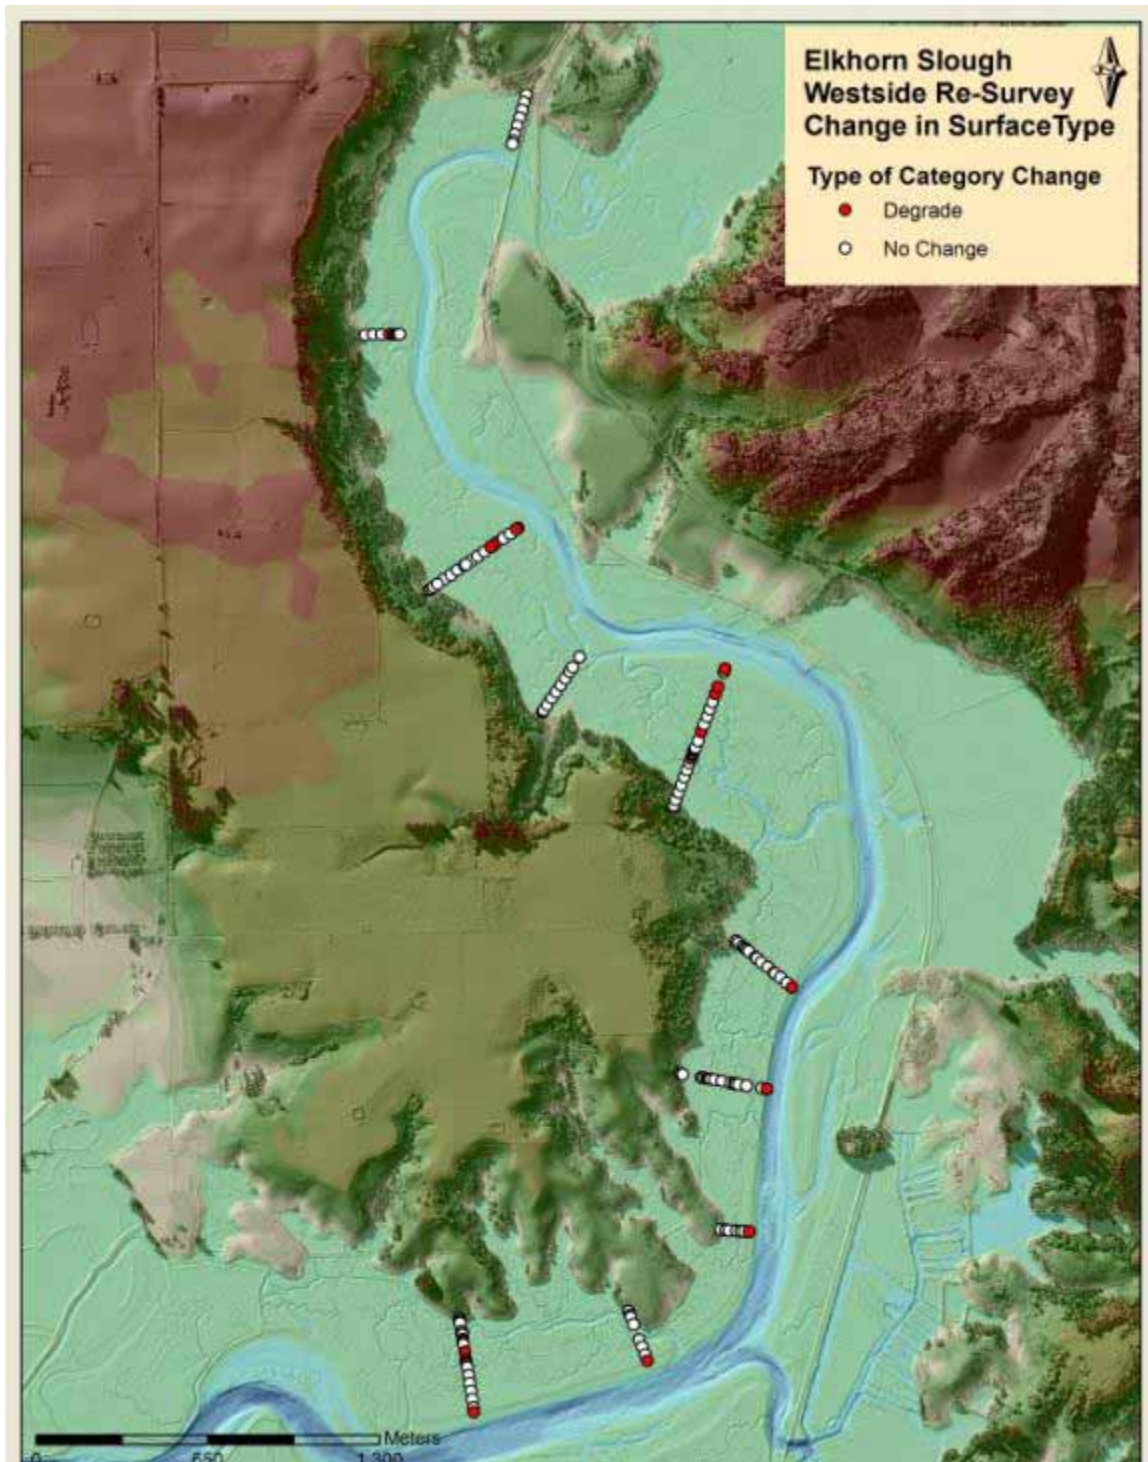 Elkhorn Slough
Westside Re-Survey
Change in SurfaceType
Type of Category Change
Degrade
No Change
Meters
0 650 1,300